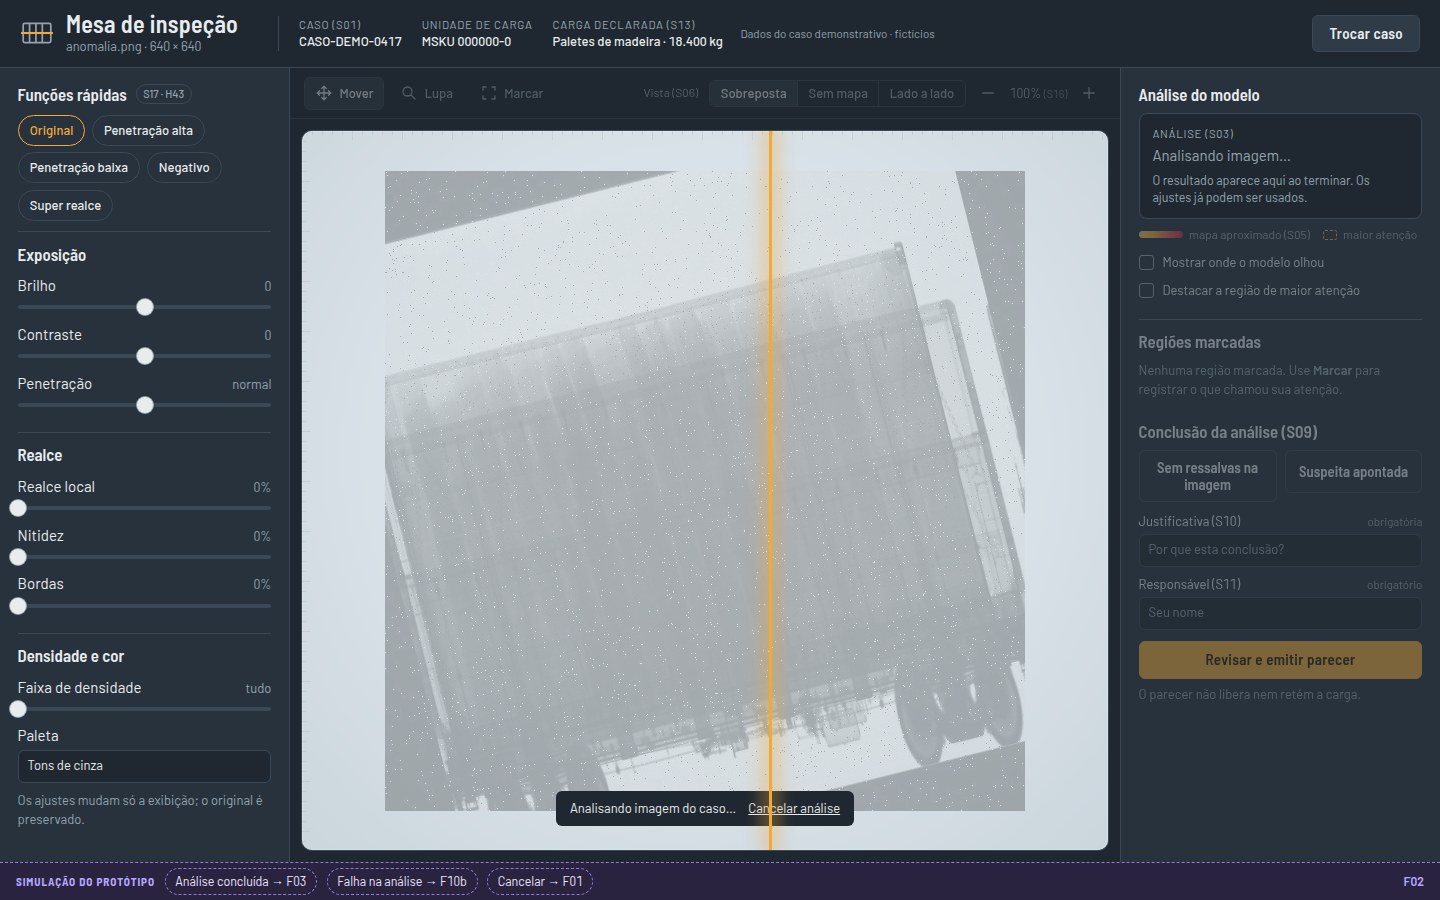 Mesa de inspeção
anomalia.png · 640 × 640
CASO (S01)
CASO-DEMO-0417
UNIDADE DE CARGA
MSKU 000000-0
CARGA DECLARADA (S13)
Paletes de madeira · 18.400 kg
Dados do caso demonstrativo · fictícios
Trocar caso
Funções rápidas
S17 · H43
Original
Penetração alta
Penetração baixa
Negativo
Super realce
Exposição
Brilho 0
Contraste 0
Penetração normal
Realce
Realce local 0%
Nitidez 0%
Bordas 0%
Densidade e cor
Faixa de densidade tudo
Paleta
Tons de cinza
Os ajustes mudam só a exibição; o original é
preservado.
Mover
Lupa
Marcar
Vista (S06)
Sobreposta
Sem mapa
Lado a lado
100% (S16)
Analisando imagem do caso… Cancelar análise
Análise do modelo
ANÁLISE (S03)
Analisando imagem…
O resultado aparece aqui ao terminar. Os
ajustes já podem ser usados.
mapa aproximado (S05)
maior atenção
Mostrar onde o modelo olhou
Destacar a região de maior atenção
Regiões marcadas
Nenhuma região marcada. Use Marcar para
registrar o que chamou sua atenção.
Conclusão da análise (S09)
Sem ressalvas na
imagem
Suspeita apontada
Justificativa (S10) obrigatória
Por que esta conclusão?
Responsável (S11) obrigatório
Seu nome
Revisar e emitir parecer
O parecer não libera nem retém a carga.
SIMULAÇÃO DO PROTÓTIPO
Análise concluída → F03
Falha na análise → F10b
Cancelar → F01
F02